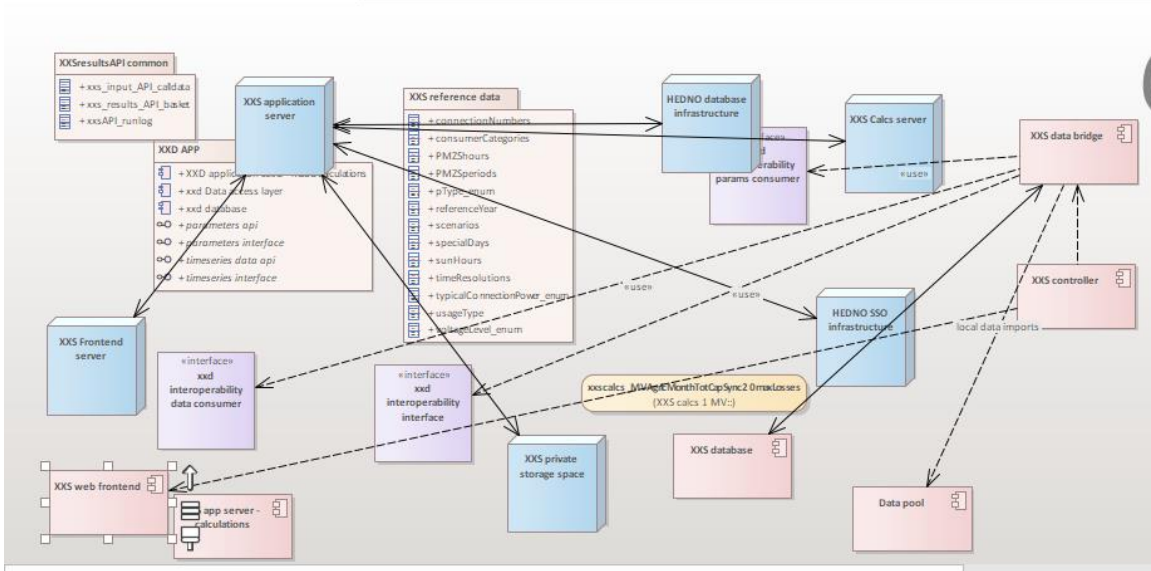 XXSresultsAPI common
+ xxs_input_API_calldata
+ xxs_results_API_basket
+ xxsAPI_runlog
XXS application
server
XXD APP
+ XXD application
+ xxd Data access layer
+ xxd database
+ parameters api
+ parameters interface
+ timeseries data api
+ timeseries interface
XXS reference data
+ connectionNumbers
+ consumerCategories
+ PMZShours
+ PMZSperiods
+ pType_enum
+ referenceYear
+ scenarios
+ specialDays
+ sunHours
+ timeResolutions
+ typicalConnectionPower_enum
+ usageType
voltageLevel_enum
HEDNO database
infrastructure
params consumer
XXS Calcs server
XXS data bridge
«use»
«use»
«use»
XXS controller
local data imports
HEDNO SSO
infrastructure
XXS Frontend
server
«interface»
xxd
interoperability
data consumer
«interface»
xxd
interoperability
interface
(XXS calcs 1 MV::)
XXS private
storage space
XXS database
Data pool
XXS web frontend
app server -
calculations